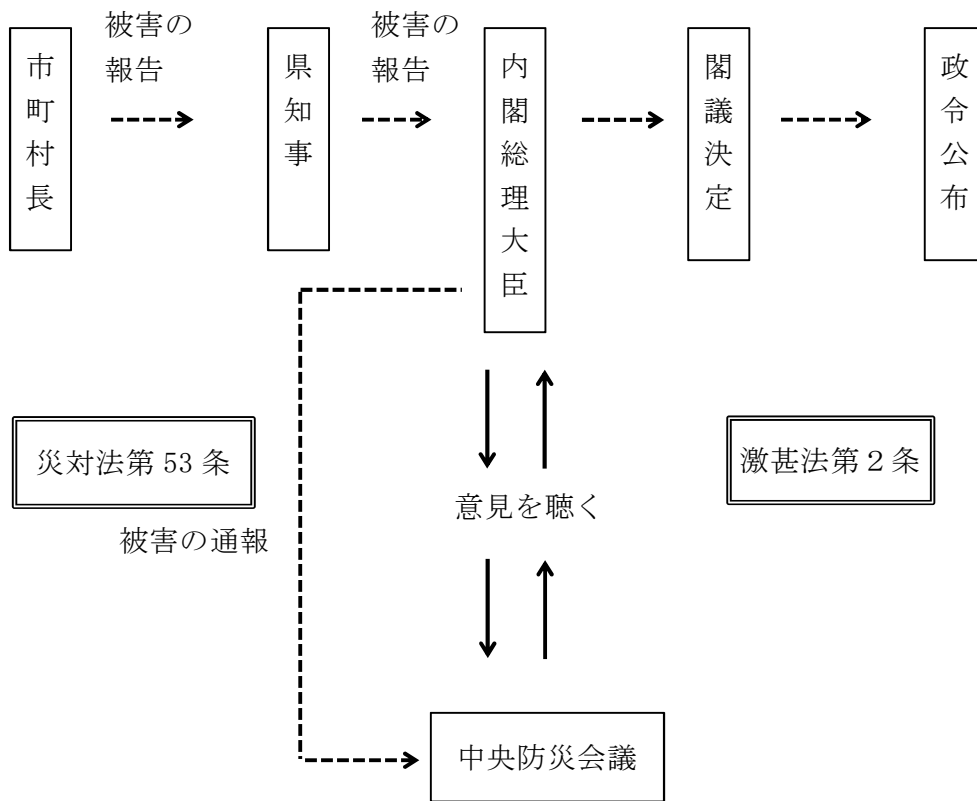 被害の
報告
被害の
報告
市町村長
県知事
内閣総理大臣
閣議決定
政令公布
災対法第 53 条
激甚法第２条
意見を聴く
被害の通報
中央防災会議